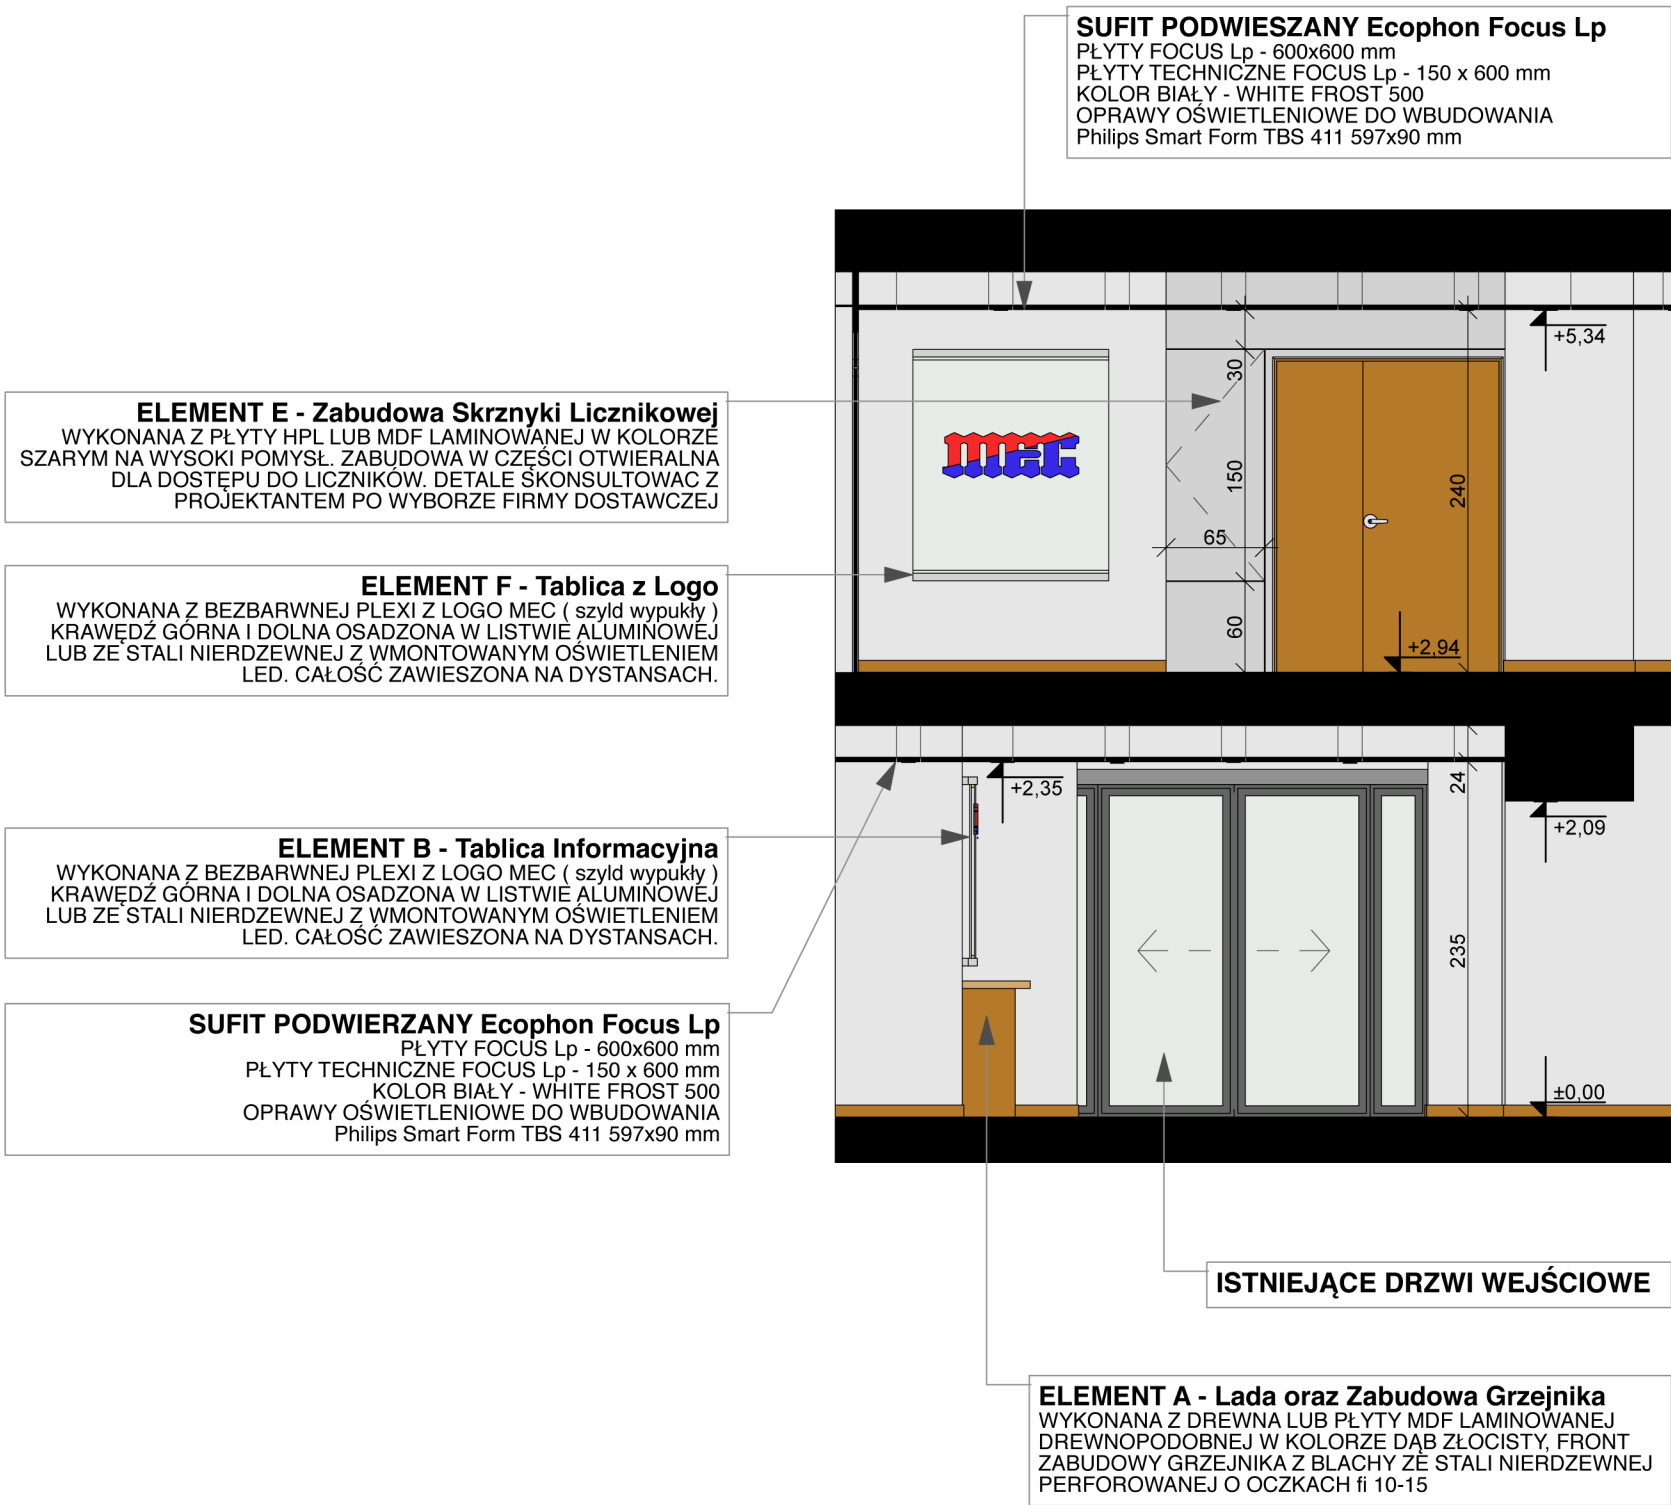 SUFIT PODWIESZANY Ecophon Focus Lp
PŁYTY FOCUS Lp - 600x600 mm
PŁYTY TECHNICZNE FOCUS Lp - 150 x 600 mm
KOLOR BIAŁY - WHITE FROST 500
OPRAWY OŚWIETLENIOWE DO WBUDOWANIA
Philips Smart Form TBS 411 597x90 mm
+5,34
30
150
240
65
60
+2,94
mec
ELEMENT E - Zabudowa Skrznyki Licznikowej
WYKONANA Z PŁYTY HPL LUB MDF LAMINOWANEJ W KOLORZE
SZARYM NA WYSOKI POMYSŁ. ZABUDOWA W CZĘŚCI OTWIERALNA
DLA DOSTĘPU DO LICZNIKÓW. DETALE SKONSULTOWAC Z
PROJEKTANTEM PO WYBORZE FIRMY DOSTAWCZEJ
ELEMENT F - Tablica z Logo
WYKONANA Z BEZBARWNEJ PLEXI Z LOGO MEC ( szyld wypukły )
KRAWĘDŹ GÓRNA I DOLNA OSADZONA W LISTWIE ALUMINOWEJ
LUB ZE STALI NIERDZEWNEJ Z WMONTOWANYM OŚWIETLENIEM
LED. CAŁOŚĆ ZAWIESZONA NA DYSTANSACH.
+2,35
24
+2,09
235
±0,00
ELEMENT B - Tablica Informacyjna
WYKONANA Z BEZBARWNEJ PLEXI Z LOGO MEC ( szyld wypukły )
KRAWĘDŹ GÓRNA I DOLNA OSADZONA W LISTWIE ALUMINOWEJ
LUB ZE STALI NIERDZEWNEJ Z WMONTOWANYM OŚWIETLENIEM
LED. CAŁOŚĆ ZAWIESZONA NA DYSTANSACH.
SUFIT PODWIERZANY Ecophon Focus Lp
PŁYTY FOCUS Lp - 600x600 mm
PŁYTY TECHNICZNE FOCUS Lp - 150 x 600 mm
KOLOR BIAŁY - WHITE FROST 500
OPRAWY OŚWIETLENIOWE DO WBUDOWANIA
Philips Smart Form TBS 411 597x90 mm
ISTNIEJĄCE DRZWI WEJŚCIOWE
ELEMENT A - Lada oraz Zabudowa Grzejnika
WYKONANA Z DREWNA LUB PŁYTY MDF LAMINOWANEJ
DREWNOPODOBNEJ W KOLORZE DĄB ZŁOCISTY, FRONT
ZABUDOWY GRZEJNIKA Z BLACHY ZE STALI NIERDZEWNEJ
PERFOROWANEJ O OCZKACH fi 10-15